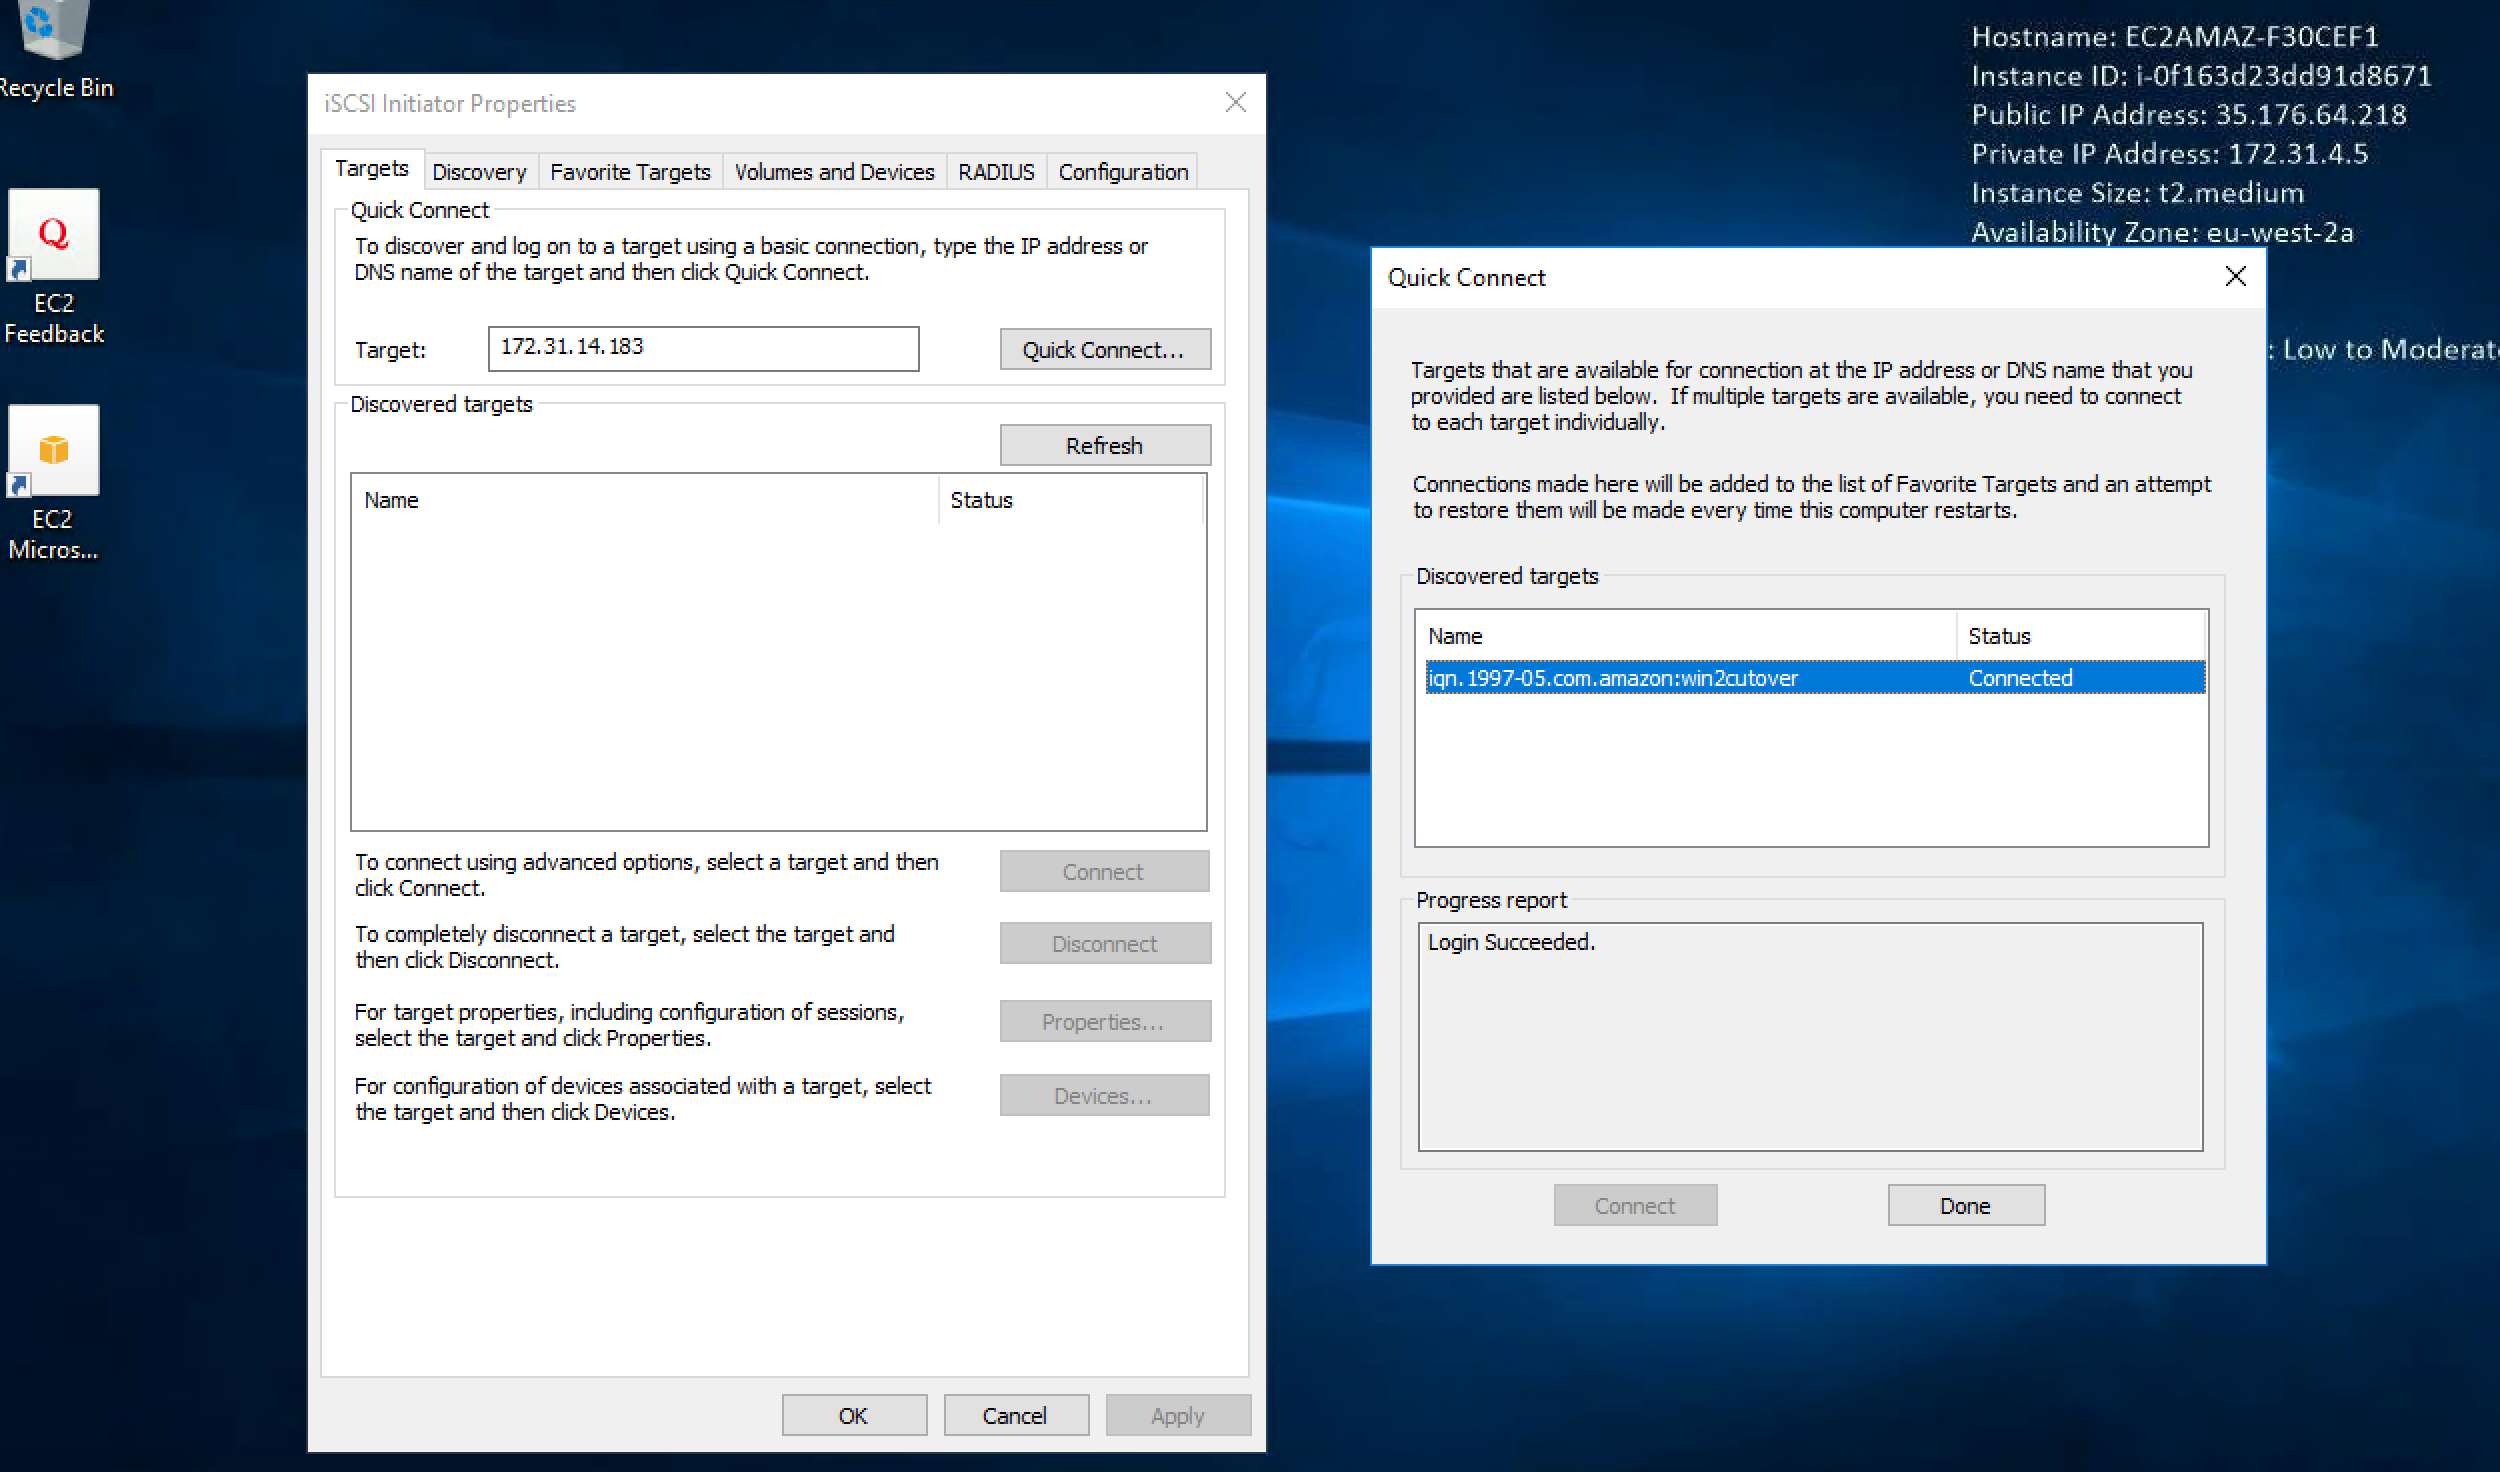 Recycle Bin
EC2
Feedback
EC2
Micros...
iSCSI Initiator Properties
Targets
Discovery
Favorite Targets
Volumes and Devices
RADIUS
Configuration
Quick Connect
To discover and log on to a target using a basic connection, type the IP address or
DNS name of the target and then click Quick Connect.
Target:
172.31.14.183
Quick Connect...
Discovered targets
Refresh
Name
Status
To connect using advanced options, select a target and then
click Connect.
Connect
To completely disconnect a target, select the target and
then click Disconnect.
Disconnect
For target properties, including configuration of sessions,
select the target and click Properties.
Properties...
For configuration of devices associated with a target, select
the target and then click Devices.
Devices...
OK
Cancel
Apply
Hostname: EC2AMAZ-F30CEF1
Instance ID: i-0f163d23dd91d8671
Public IP Address: 35.176.64.218
Private IP Address: 172.31.4.5
Instance Size: t2.medium
Availability Zone: eu-west-2a
: Low to Moderate
Quick Connect
Targets that are available for connection at the IP address or DNS name that you
provided are listed below. If multiple targets are available, you need to connect
to each target individually.
Connections made here will be added to the list of Favorite Targets and an attempt
to restore them will be made every time this computer restarts.
Discovered targets
Name
Status
iqn.1997-05.com.amazon:win2cutover
Connected
Progress report
Login Succeeded.
Connect
Done